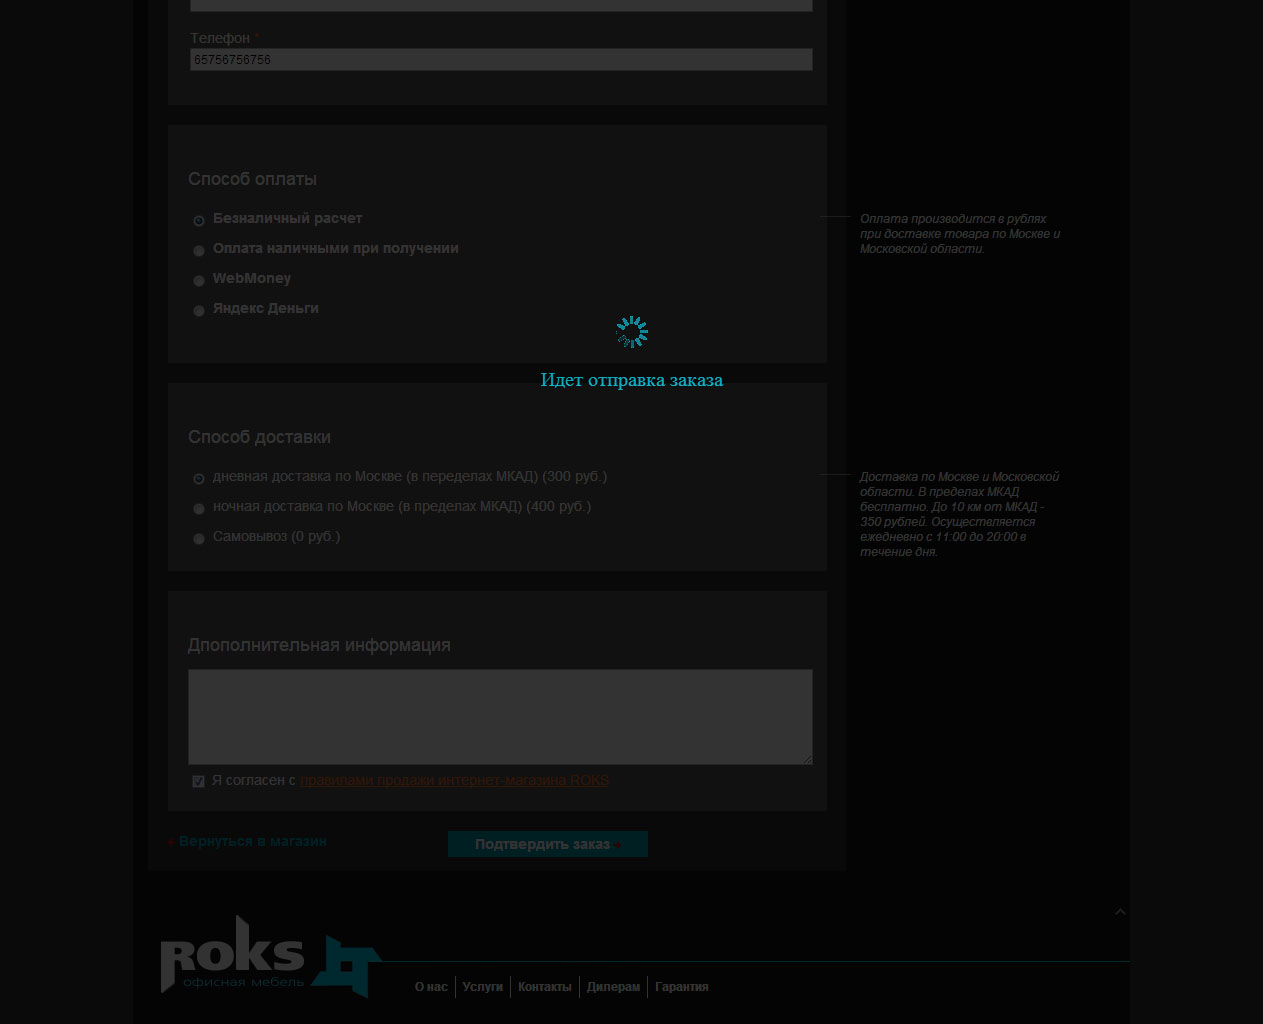 Телефон *
65756756756
Способ оплаты
Безналичный расчет
Оплата наличными при получении
WebMoney
Яндекс Деньги
Оплата производится в рублях
при доставке товара по Москве и
Московской области.
Идет отправка заказа
Способ доставки
дневная доставка по Москве (в переделах МКАД) (300 руб.)
ночная доставка по Москве (в пределах МКАД) (400 руб.)
Самовывоз (0 руб.)
Доставка по Москве и Московской
области. В пределах МКАД
бесплатно. До 10 км от МКАД -
350 рублей. Осуществляется
ежедневно с 11:00 до 20:00 в
течение дня.
Дпополнительная информация
Я согласен с правилами продажи интернет-магазина ROKS
Вернуться в магазин
Подтвердить заказ
ROKS
офисная мебель
О нас
Услуги
Контакты
Дилерам
Гарантия